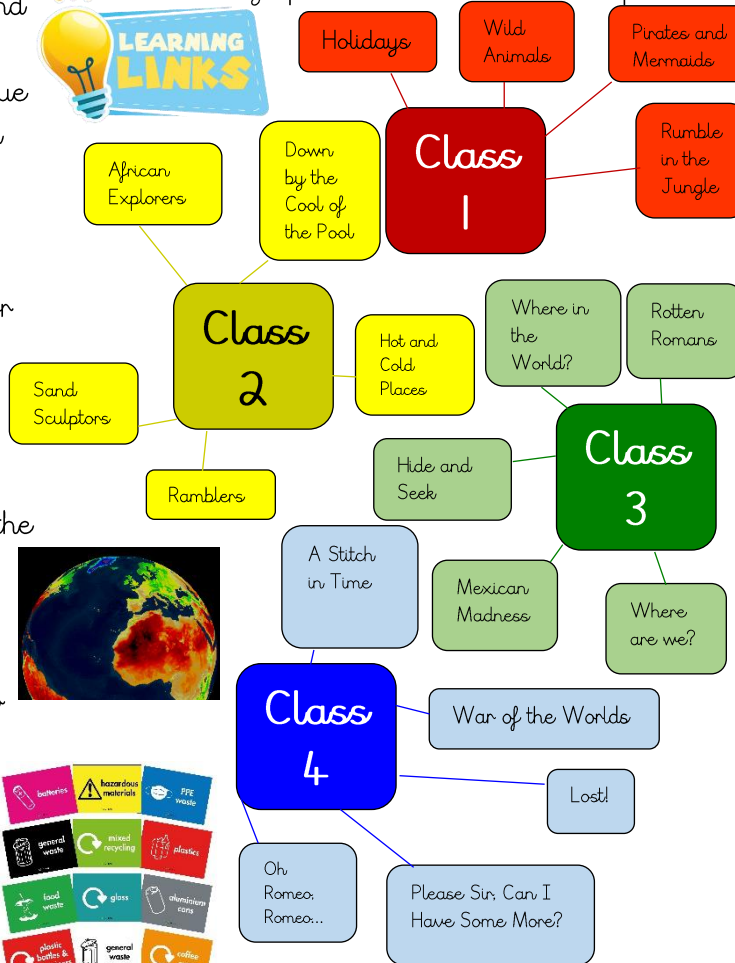 LEARNING
LINKS
Holidays
Wild
Animals
Pirates and
Mermaids
Class
1
Rumble
in the
Jungle
African
Explorers
Down
by the
Cool of
the Pool
Class
2
Hot and
Cold
Places
Sand
Sculptors
Ramblers
Where in
the
World?
Rotten
Romans
Class
3
Hide and
Seek
Mexican
Madness
Where
are we?
the
A Stitch
in Time
Class
4
War of the Worlds
Lost!
Oh
Romeo,
Romeo...
Please Sir, Can I
Have Some More?
batteries
hazardous
materials
PPE
waste
general
waste
mixed
recycling
plastics
food
waste
glass
aluminium
cans
plastic
bottles &
general
waste
coffee